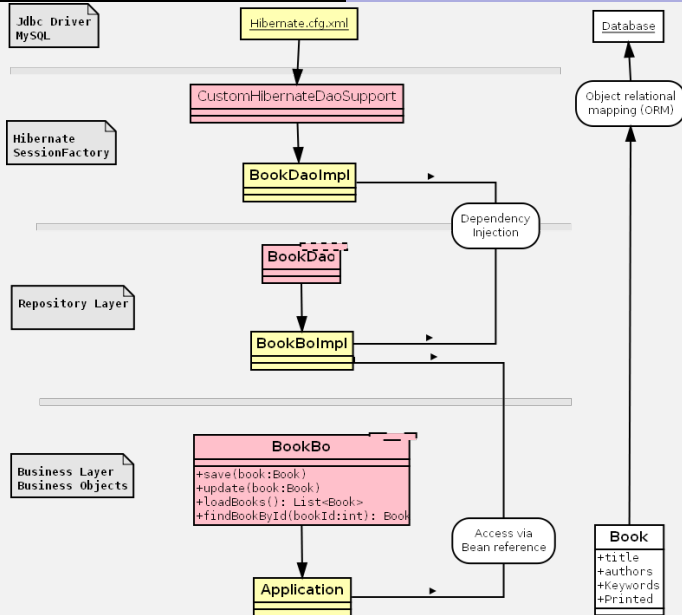 Jdbc Driver
MySQL
Hibernate.cfg.xml
Database
CustomHibernateDaoSupport
Object relational
mapping (ORM)
Hibernate
SessionFactory
BookDaoImpl
Dependency
Injection
BookDao
Repository Layer
BookBoImpl
BookBo
+save(book:Book)
+update(book:Book)
+loadBooks(): List<Book>
+findBookById(bookId:int): Book
Business Layer
Business Objects
Access via
Bean reference
Book
+title
+authors
+Keywords
+Printed
Application